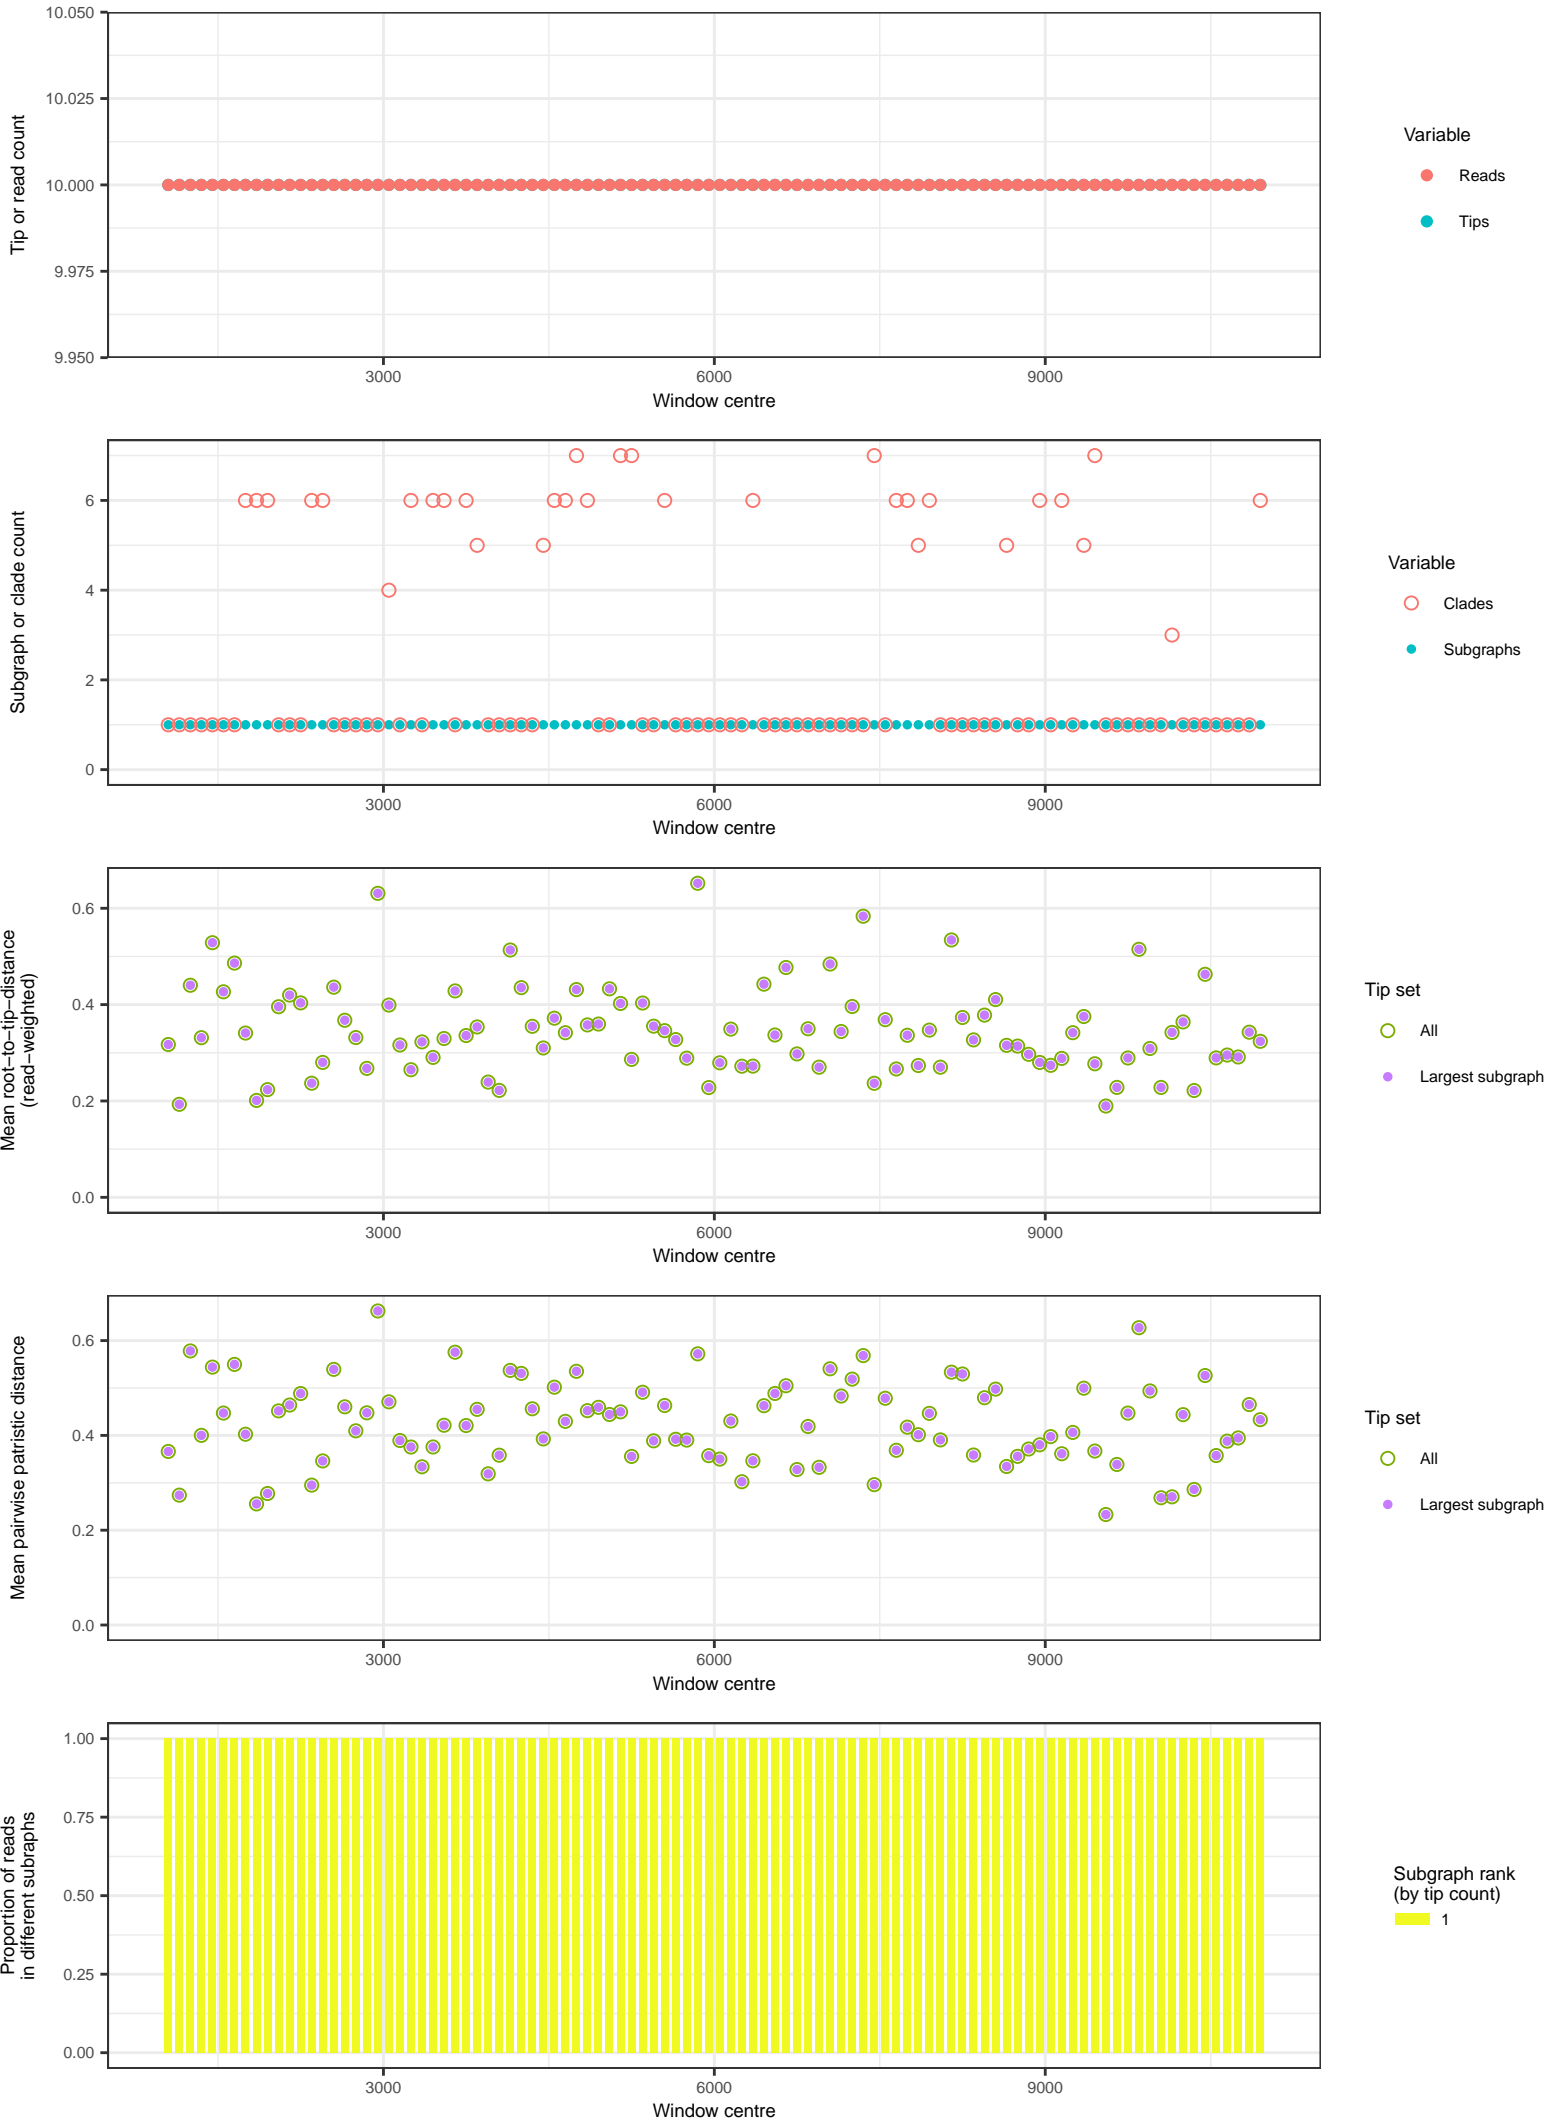 10.050
10.025
10.000
9.975
9.950
Tip or read count
3000 6000 9000
Window centre
Variable
Reads
Tips
6
4
2
0
Subgraph or clade count
3000 6000 9000
Window centre
Variable
Clades
Subgraphs
0.6
0.4
0.2
0.0
Mean root−to−tip−distance
(read−weighted)
3000 6000 9000
Window centre
Tip set
All
Largest subgraph
0.6
0.4
0.2
0.0
Mean pairwise patristic distance
3000 6000 9000
Window centre
Tip set
All
Largest subgraph
1.00
0.75
0.50
0.25
0.00
Proportion of reads
in different subraphs
3000 6000 9000
Window centre
Subgraph rank
(by tip count)
1